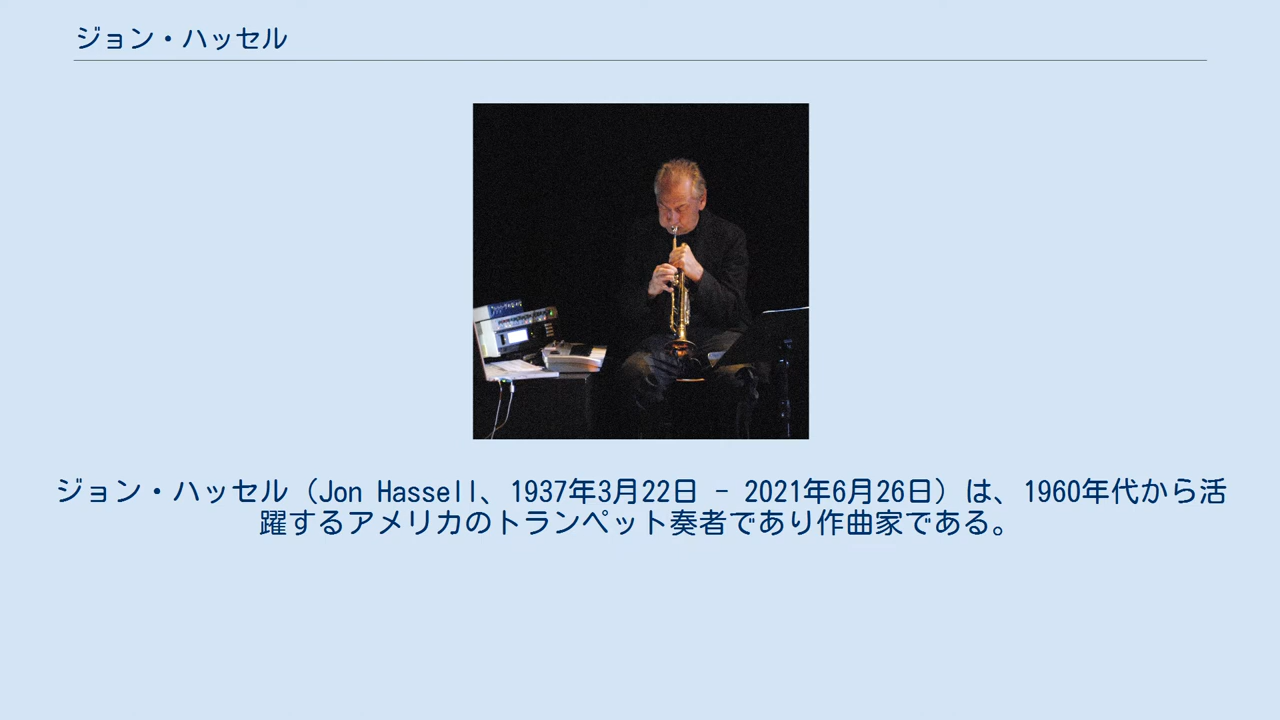 ジョン・ハッセル
ジョン・ハッセル（Jon Hassell、1937年3月22日 - 2021年6月26日）は、1960年代から活
躍するアメリカのトランペット奏者であり作曲家である。